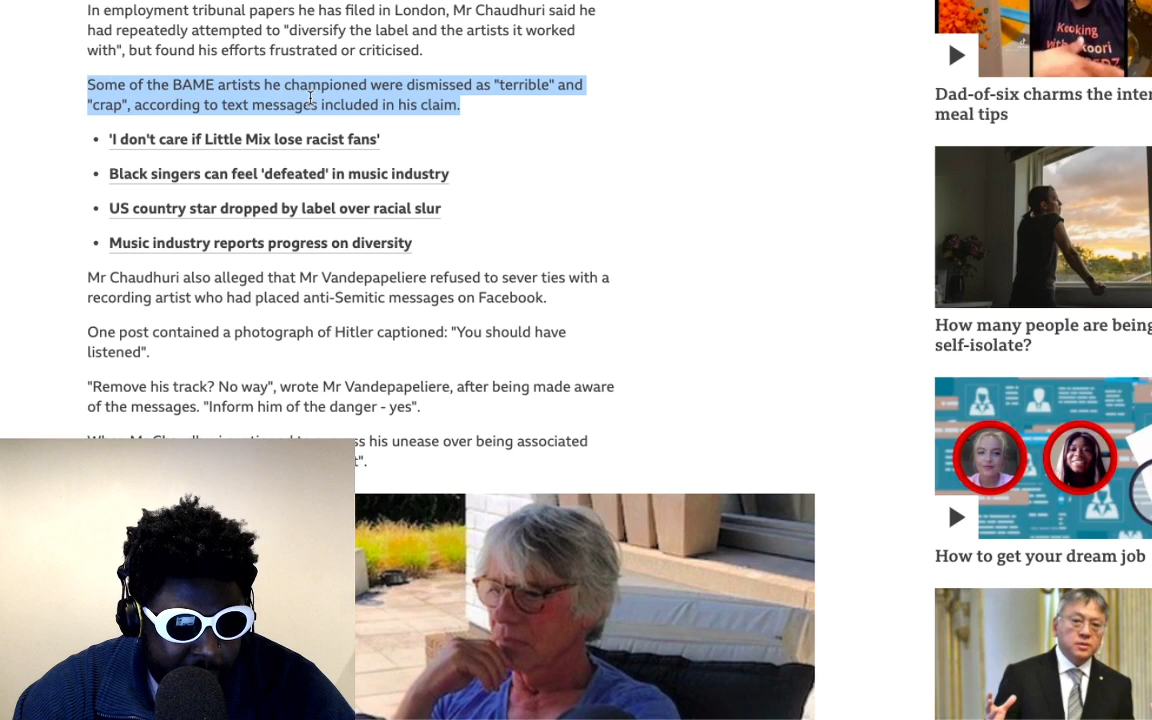 In employment tribunal papers he has filed in London, Mr Chaudhuri said he
had repeatedly attempted to "diversify the label and the artists it worked
with", but found his efforts frustrated or criticised.
Some of the BAME artists he championed were dismissed as "terrible" and
"crap", according to text messages included in his claim.
• 'I don't care if Little Mix lose racist fans'
• Black singers can feel 'defeated' in music industry
• US country star dropped by label over racial slur
• Music industry reports progress on diversity
Mr Chaudhuri also alleged that Mr Vandepapeliere refused to sever ties with a
recording artist who had placed anti-Semitic messages on Facebook.
One post contained a photograph of Hitler captioned: "You should have
listened".
"Remove his track? No way", wrote Mr Vandepapeliere, after being made aware
of the messages. "Inform him of the danger - yes".
his unease over being associated
Keoking
Dad-of-six charms the
meal tips
How many people are being
self-isolate?
How to get your dream job